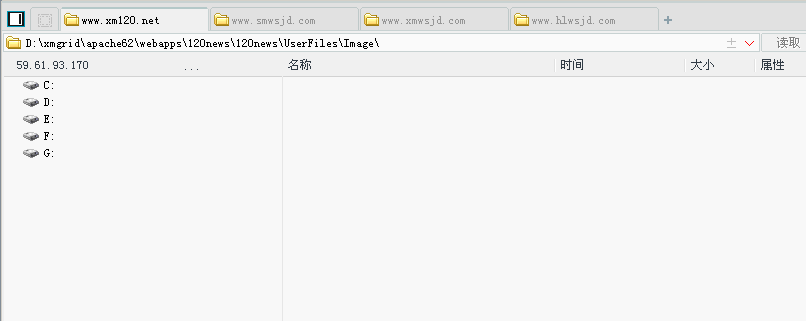 www.xm120.net www.smwsjd.com www.xmwsjd.com www.hlwsjd.com +
D:\xmgrid\apache62\webapps\120news\120news\UserFiles\Image\ 读取
59.61.93.170 ... 名称 时间 大小 属性
C:
D:
E:
F:
G: